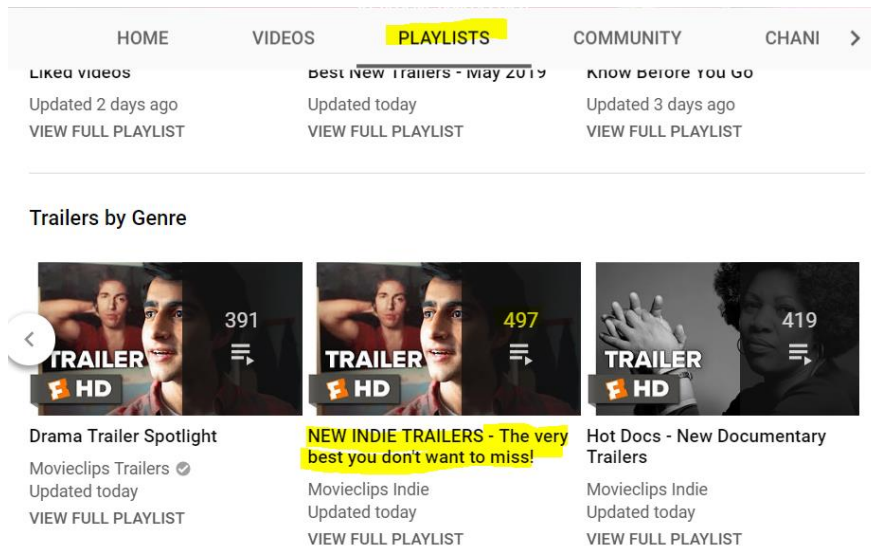 HOME VIDEOS PLAYLISTS COMMUNITY CHANI
Liked videos Best New Trailers - May 2019 Know Before You Go
Updated 2 days ago Updated today Updated 3 days ago
VIEW FULL PLAYLIST VIEW FULL PLAYLIST VIEW FULL PLAYLIST
Trailers by Genre
391 497 419
TRAILER TRAILER TRAILER
F HD F HD F HD
Drama Trailer Spotlight
Movieclips Trailers
Updated today
VIEW FULL PLAYLIST
NEW INDIE TRAILERS - The very
best you don't want to miss!
Movieclips Indie
Updated today
VIEW FULL PLAYLIST
Hot Docs - New Documentary
Trailers
Movieclips Indie
Updated today
VIEW FULL PLAYLIST